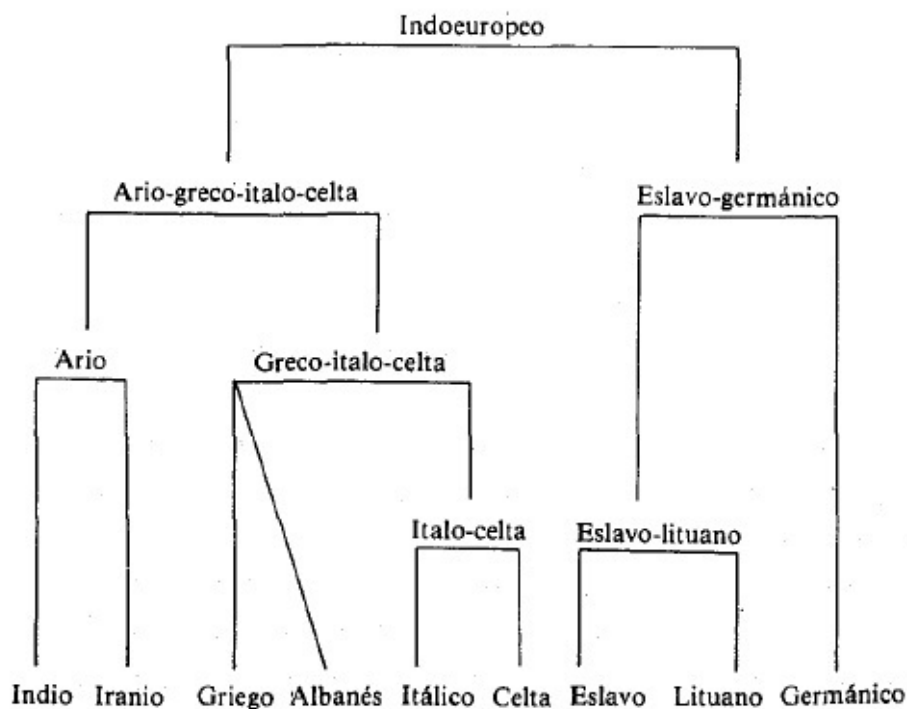 Indoeuropeo
Ario-greco-italo-celta Eslavo-germánico
Ario Greco-italo-celta
Italo-celta Eslavo-lituano
Indio Iranio Griego Albanés Itálico Celta Eslavo Lituano Germánico